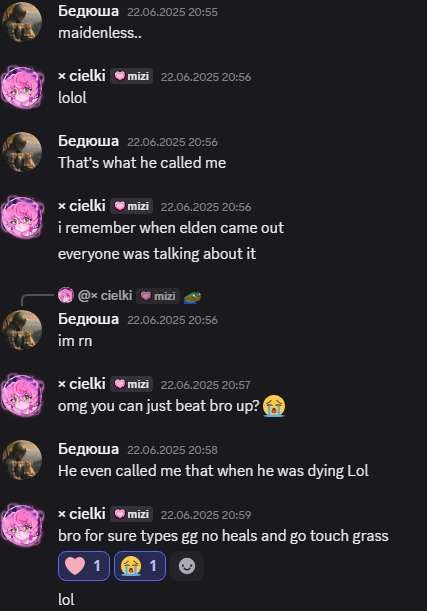 Бедюша 22.06.2025 20:55
maidenless..
× cielki mizi 22.06.2025 20:56
lolol
Бедюша 22.06.2025 20:56
That's what he called me
× cielki mizi 22.06.2025 20:56
i remember when elden came out
everyone was talking about it
@× cielki mizi
Бедюша 22.06.2025 20:56
im rn
× cielki mizi 22.06.2025 20:57
omg you can just beat bro up? 😭
Бедюша 22.06.2025 20:58
He even called me that when he was dying Lol
× cielki mizi 22.06.2025 20:59
bro for sure types gg no heals and go touch grass
1 1
lol